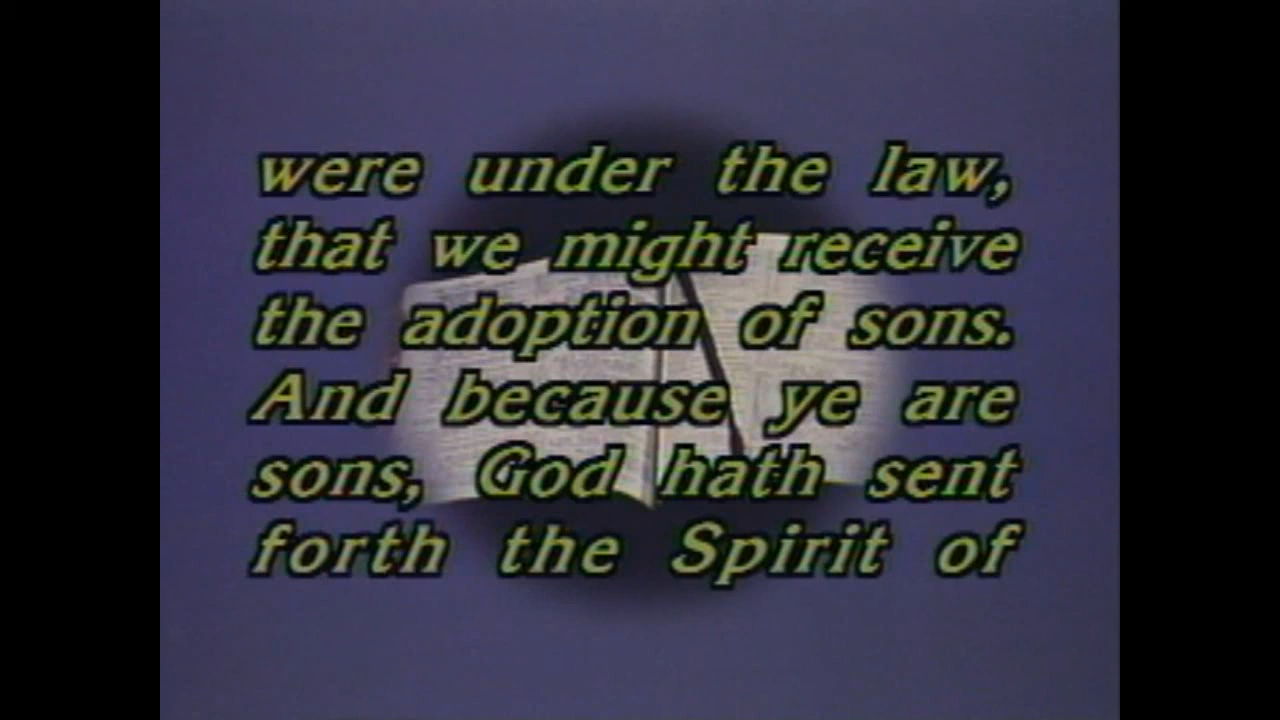 were under the law,
that we might receive
the adoption of sons.
And because ye are
sons, God hath sent
forth the Spirit of